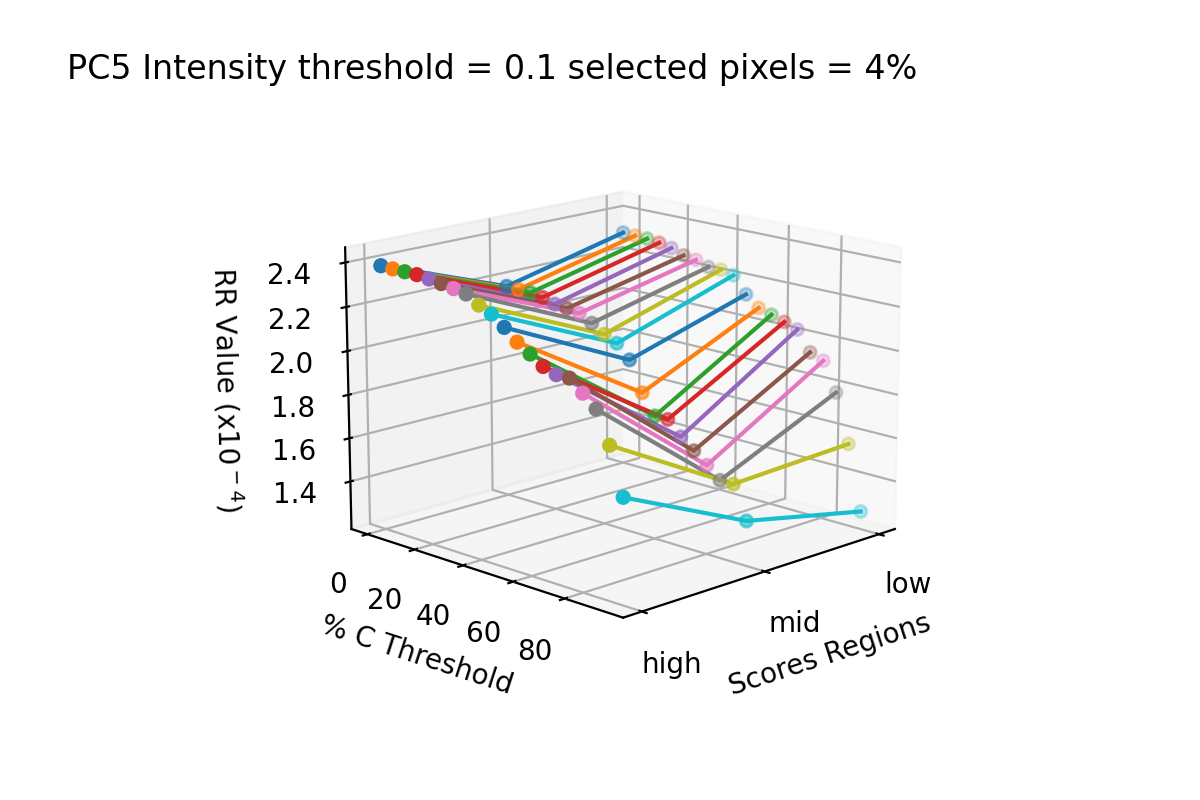 PC5 Intensity threshold = 0.1 selected pixels = 4%
RR Value (x10⁻⁴)
2.4
2.2
2.0
1.8
1.6
1.4
0
20
40
60
80
% C Threshold
high
mid
low
Scores Regions